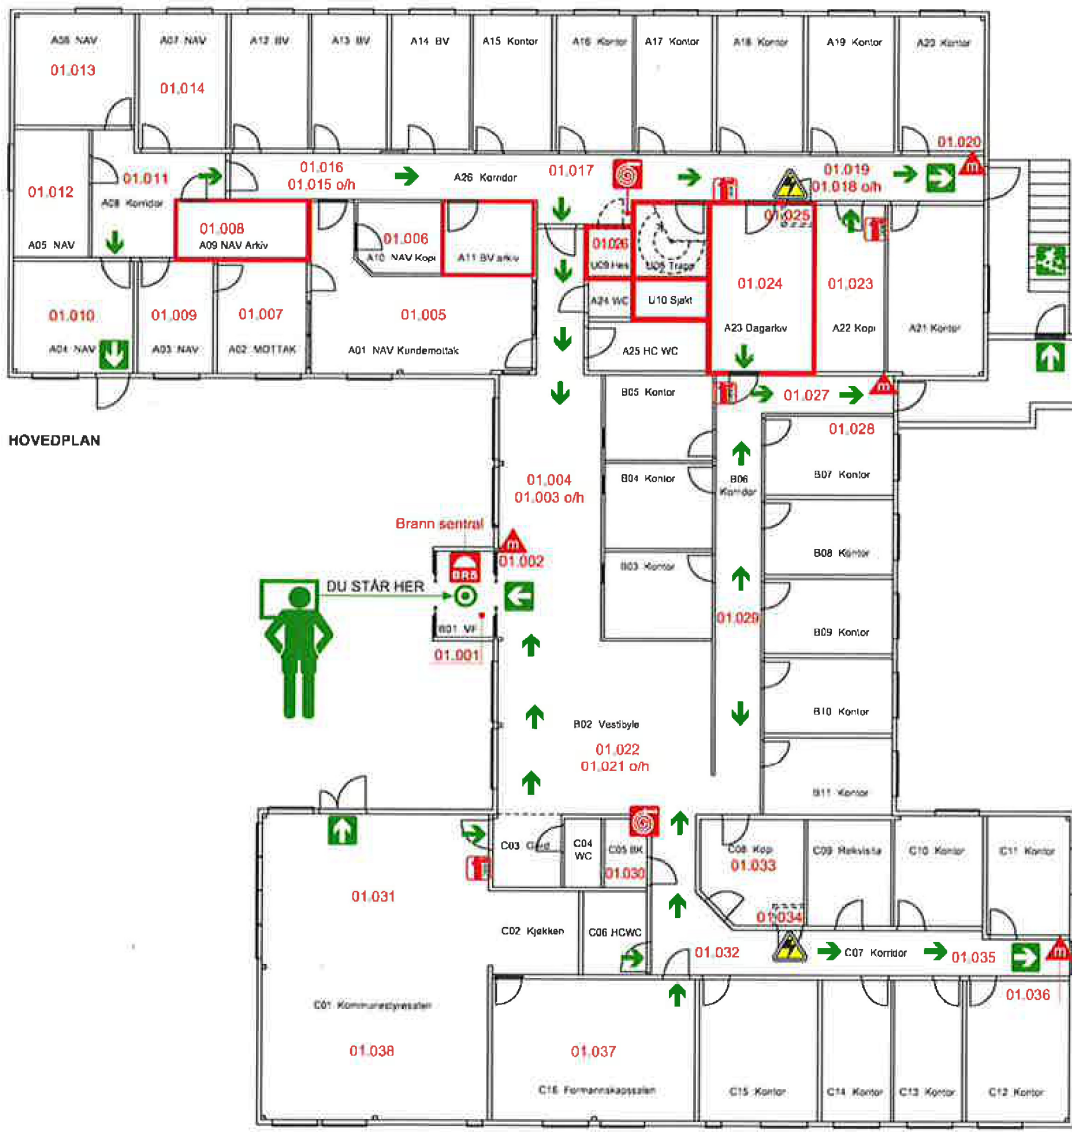 A06 NAV
01.013
A07 NAV
01.014
A12 BV
A13 BV
A14 BV
A15 Kontor
A16 Kontor
A17 Kontor
A18 Kontor
A19 Kontor
A20 Kontor
01.020
m
01.012
A05 NAV
01.011
A08 Korridor
01.016
01.015 o/h
A26 Korridor
01.017
01.019
01.018 o/h
01.025
01.008
A09 NAV Arkiv
01.006
A10 NAV Kopi
A11 BV arkiv
01.026
U09 Heis
U08 Trapp
U10 Sjakt
A24 WC
A25 HC WC
01.024
A23 Dagarkiv
01.023
A22 Kopi
A21 Kontor
01.010
A04 NAV
01.009
A03 NAV
01.007
A02 MOTTAK
01.005
A01 NAV Kundemottak
HOVEDPLAN
B05 Kontor
01.027
m
01.028
B07 Kontor
01.004
01.003 o/h
B04 Kontor
B06
Korridor
B08 Kontor
Brann sentral
BRS
m
01.002
B03 Kontor
DU STÅR HER
B01 VF
01.001
01.029
B09 Kontor
B10 Kontor
B02 Vestibyle
01.022
01.021 o/h
B11 Kontor
C03 Gard
C04
WC
C05 BK
01.030
C08 Kopi
01.033
C09 Rekvisita
C10 Kontor
C11 Kontor
01.031
01.034
C02 Kjøkken
C06 HCWC
01.032
C07 Korridor
01.035
m
01.036
C01 Kommunestyresalen
01.038
01.037
C16 Formannskapssalen
C15 Kontor
C14 Kontor
C13 Kontor
C12 Kontor